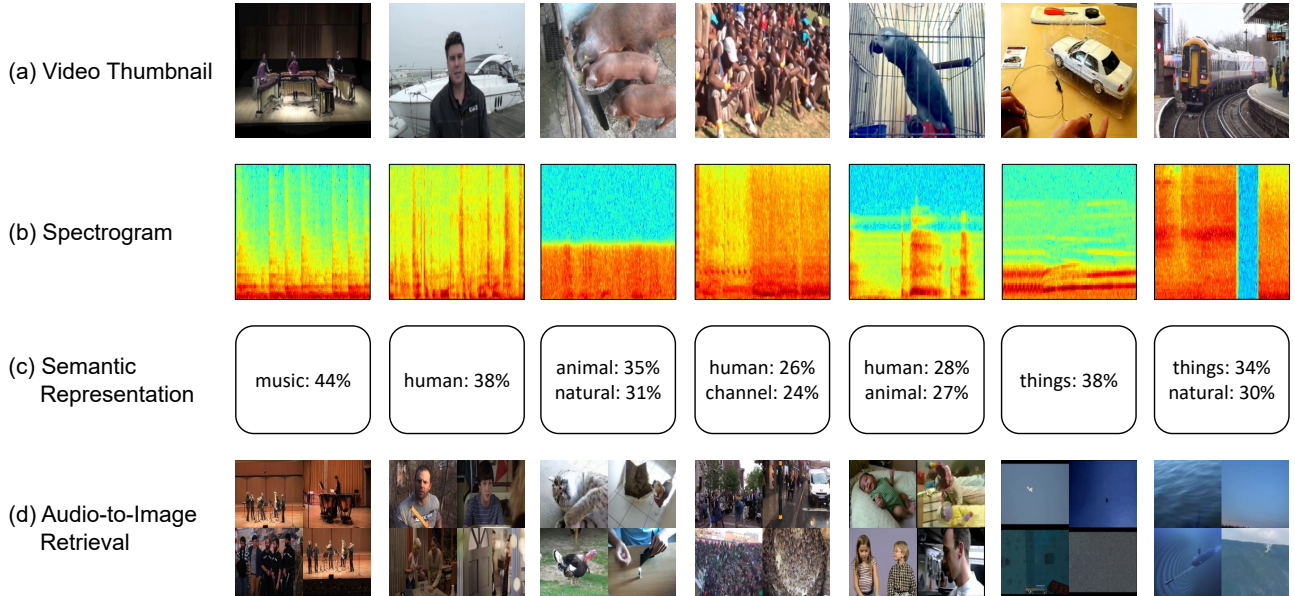 (a) Video Thumbnail
(b) Spectrogram
(c) Semantic
Representation
music: 44%
human: 38%
animal: 35%
natural: 31%
human: 26%
channel: 24%
human: 28%
animal: 27%
things: 38%
things: 34%
natural: 30%
(d) Audio-to-Image
Retrieval